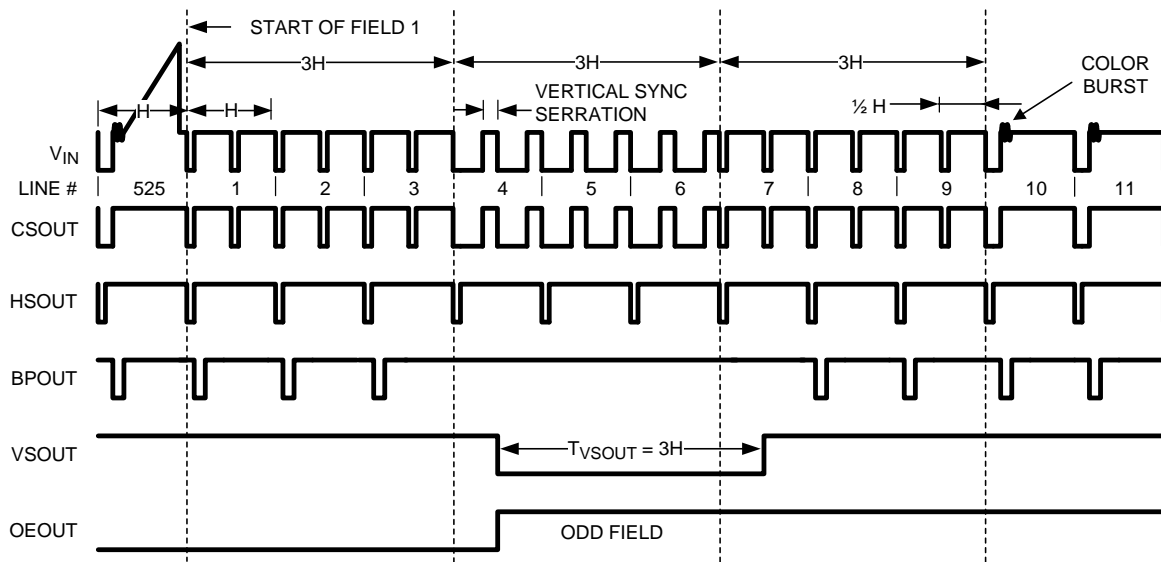 START OF FIELD 1
3H 3H 3H
COLOR
BURST
H H
VERTICAL SYNC
SERRATION
½ H
VIN
LINE # 525 1 2 3 4 5 6 7 8 9 10 11
CSOUT
HSOUT
BPOUT
VSOUT
TVSOUT = 3H
OEOUT
ODD FIELD